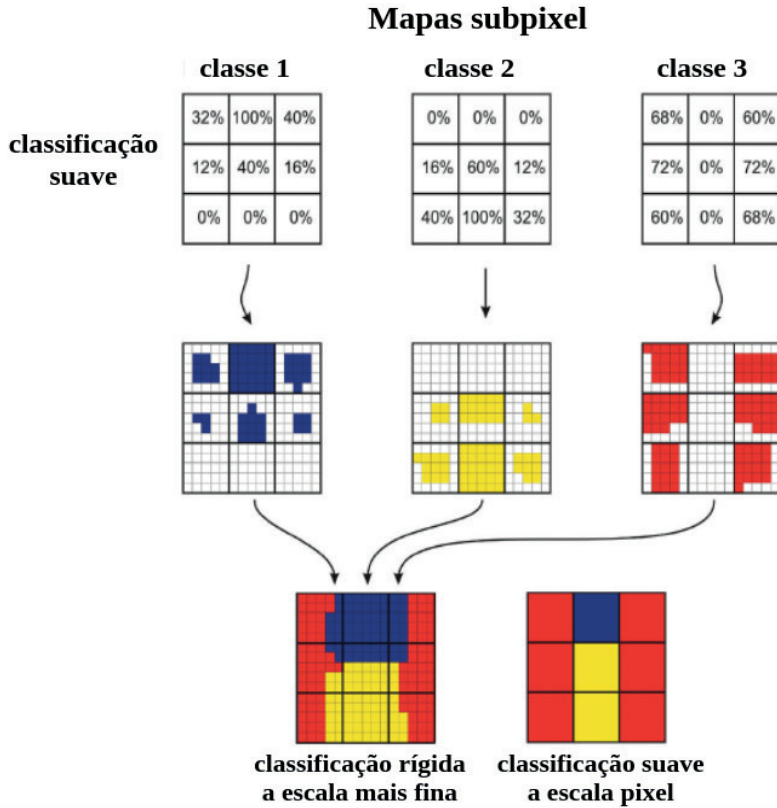 Mapas subpixel
classe 1 classe 2 classe 3
classificação
suave
32% 100% 40% 0% 0% 0% 68% 0% 60%
12% 40% 16% 16% 60% 12% 72% 0% 72%
0% 0% 0% 40% 100% 32% 60% 0% 68%
classificação rígida
a escala mais fina
classificação suave
a escala pixel